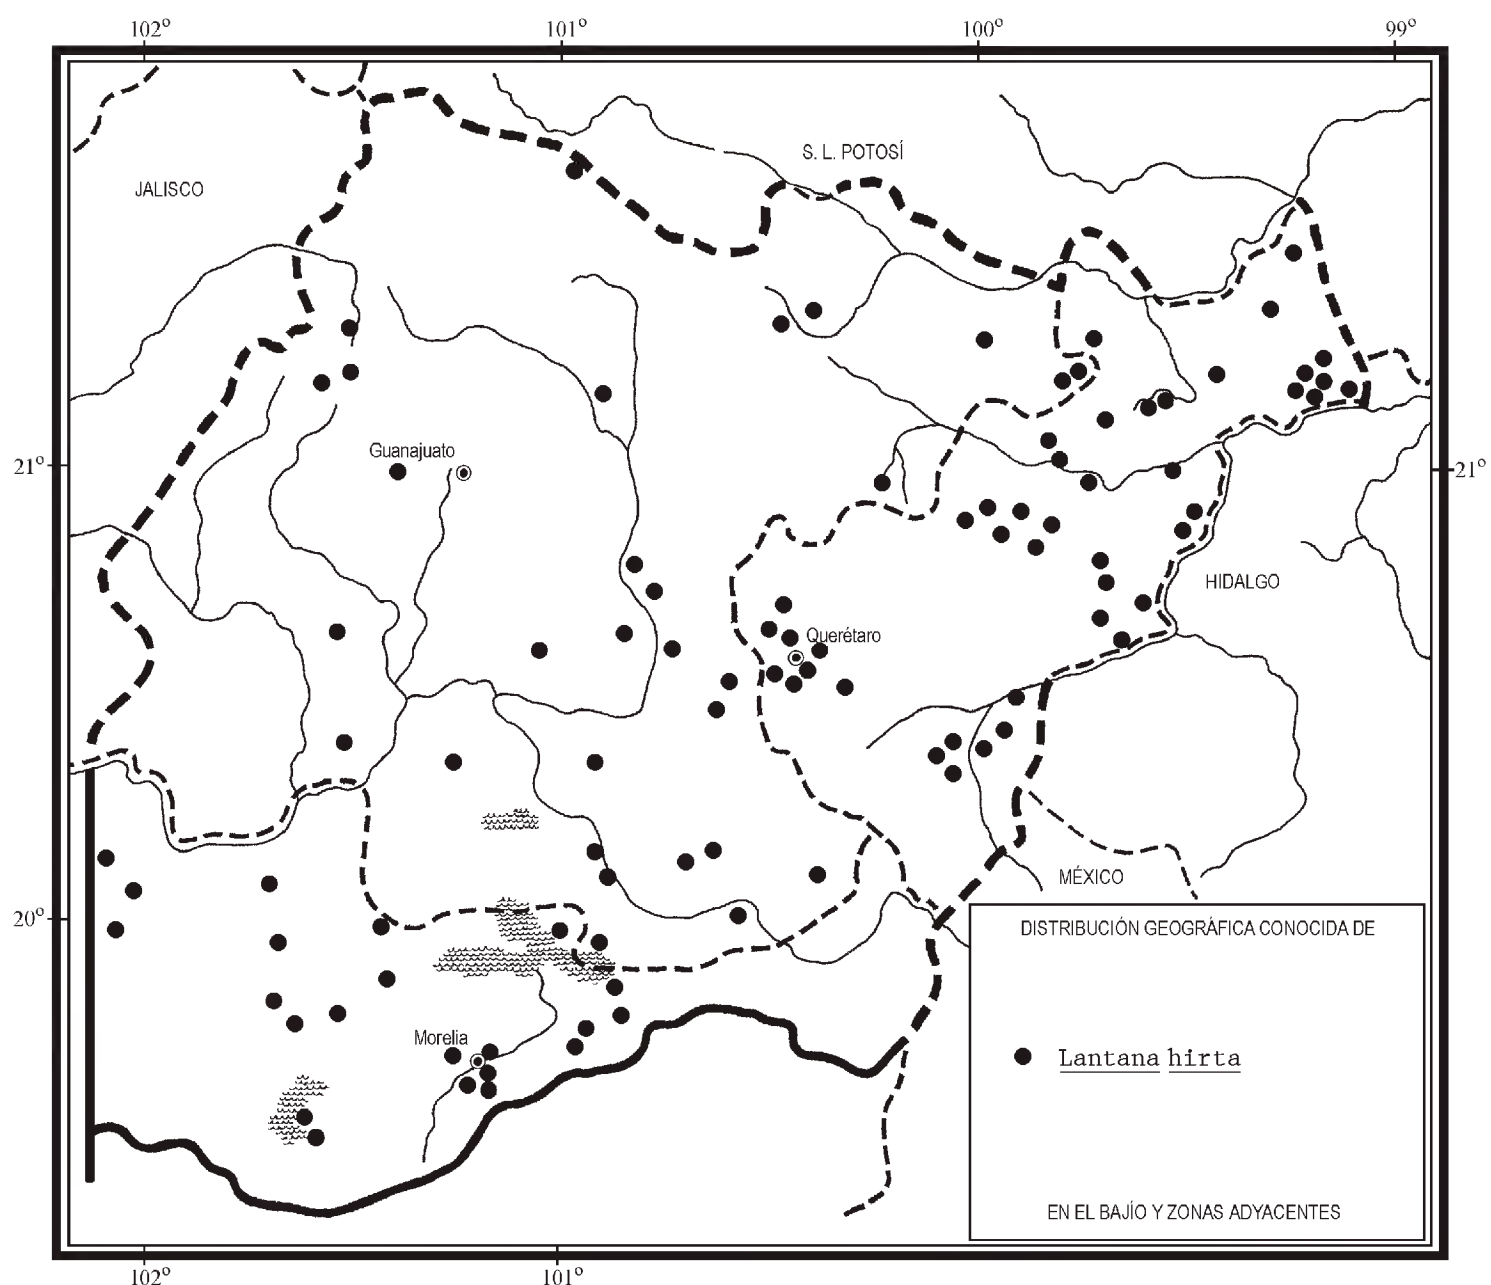 102° 101° 100° 99°
S. L. POTOSÍ
JALISCO
Guanajuato
21° 21°
HIDALGO
Querétaro
MÉXICO
20°
DISTRIBUCIÓN GEOGRÁFICA CONOCIDA DE
Morelia
Lantana hirta
EN EL BAJÍO Y ZONAS ADYACENTES
102° 101°